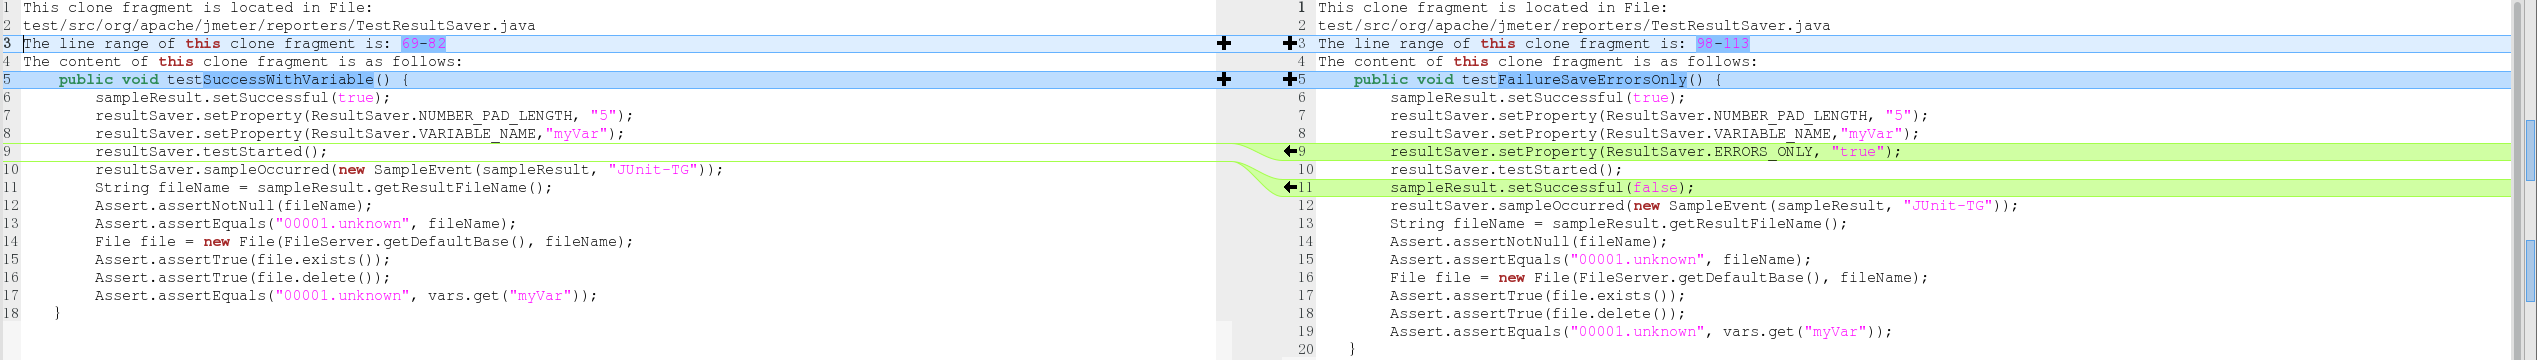 1 This clone fragment is located in File:
2 test/src/org/apache/jmeter/reporters/TestResultSaver.java
3 The line range of this clone fragment is: 69-82
4 The content of this clone fragment is as follows:
5 public void testSuccessWithVariable() {
6 sampleResult.setSuccessful(true);
7 resultSaver.setProperty(ResultSaver.NUMBER_PAD_LENGTH, "5");
8 resultSaver.setProperty(ResultSaver.VARIABLE_NAME,"myVar");
9 resultSaver.testStarted();
10 resultSaver.sampleOccurred(new SampleEvent(sampleResult, "JUnit-TG"));
11 String fileName = sampleResult.getResultFileName();
12 Assert.assertNotNull(fileName);
13 Assert.assertEquals("00001.unknown", fileName);
14 File file = new File(FileServer.getDefaultBase(), fileName);
15 Assert.assertTrue(file.exists());
16 Assert.assertTrue(file.delete());
17 Assert.assertEquals("00001.unknown", vars.get("myVar"));
18 }
1 This clone fragment is located in File:
2 test/src/org/apache/jmeter/reporters/TestResultSaver.java
3 The line range of this clone fragment is: 98-113
4 The content of this clone fragment is as follows:
5 public void testFailureSaveErrorsOnly() {
6 sampleResult.setSuccessful(true);
7 resultSaver.setProperty(ResultSaver.NUMBER_PAD_LENGTH, "5");
8 resultSaver.setProperty(ResultSaver.VARIABLE_NAME,"myVar");
9 resultSaver.setProperty(ResultSaver.ERRORS_ONLY, "true");
10 resultSaver.testStarted();
11 sampleResult.setSuccessful(false);
12 resultSaver.sampleOccurred(new SampleEvent(sampleResult, "JUnit-TG"));
13 String fileName = sampleResult.getResultFileName();
14 Assert.assertNotNull(fileName);
15 Assert.assertEquals("00001.unknown", fileName);
16 File file = new File(FileServer.getDefaultBase(), fileName);
17 Assert.assertTrue(file.exists());
18 Assert.assertTrue(file.delete());
19 Assert.assertEquals("00001.unknown", vars.get("myVar"));
20 }